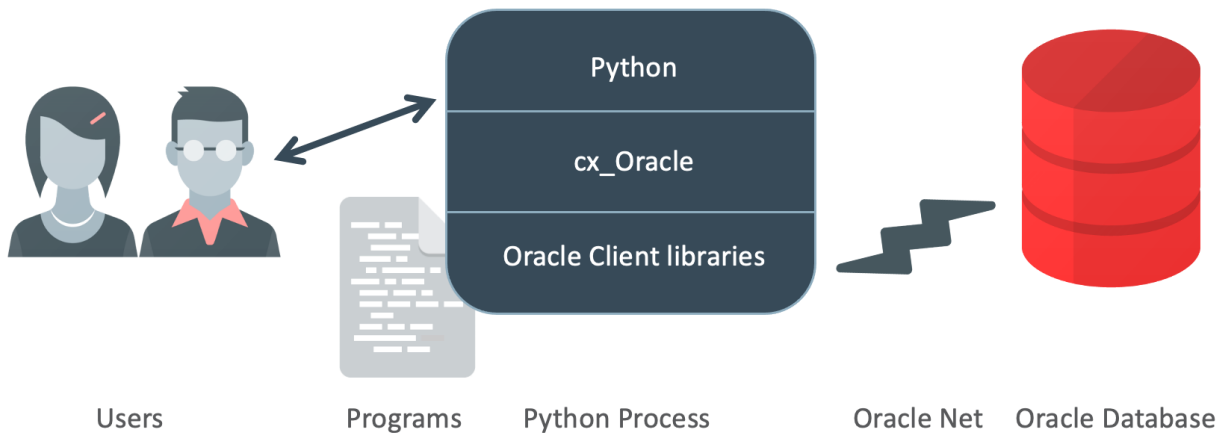 Python
cx_Oracle
Oracle Client libraries
Users
Programs
Python Process
Oracle Net
Oracle Database